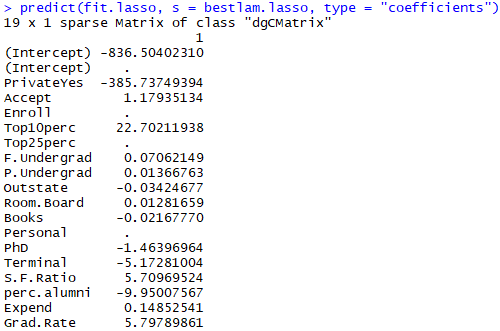 > predict(fit.lasso, s = bestlam.lasso, type = "coefficients")
19 x 1 sparse Matrix of class "dgCMatrix"
1
(Intercept) -836.50402310
(Intercept) .
PrivateYes -385.73749394
Accept 1.17935134
Enroll .
Top10perc 22.70211938
Top25perc .
F.Undergrad 0.07062149
P.Undergrad 0.01366763
Outstate -0.03424677
Room.Board 0.01281659
Books -0.02167770
Personal .
PhD -1.46396964
Terminal -5.17281004
S.F.Ratio 5.70969524
perc.alumni -9.95007567
Expend 0.14852541
Grad.Rate 5.79789861